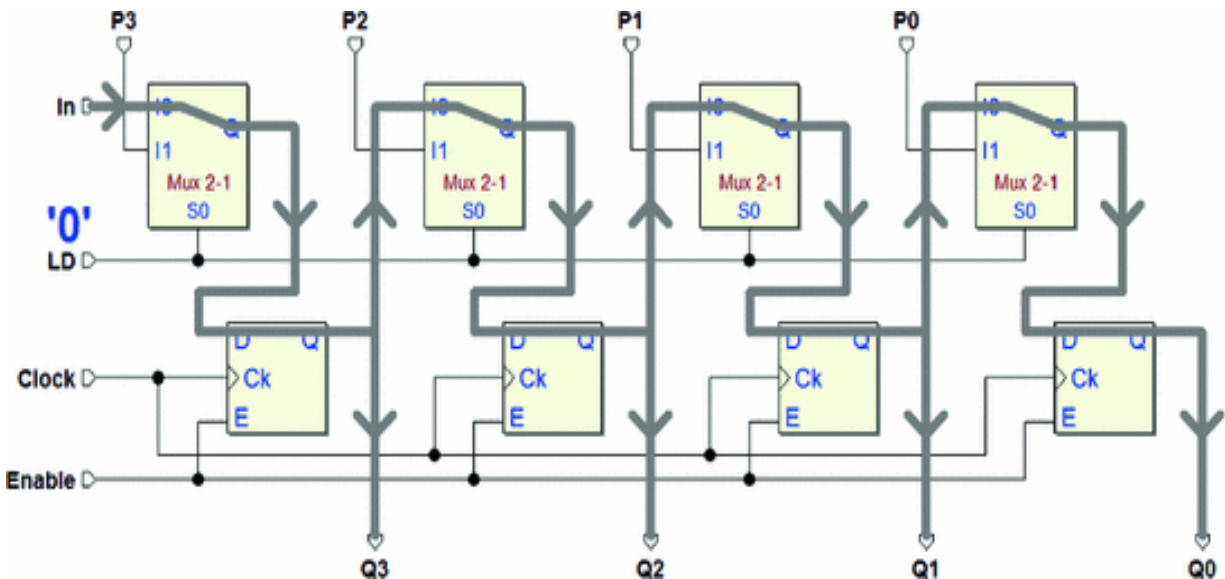 P3 P2 P1 P0
In I0 Q I0 Q I0 Q I0 Q
I1 I1 I1 I1
Mux 2-1 Mux 2-1 Mux 2-1 Mux 2-1
'0' S0 S0 S0 S0
LD
D Q D Q D Q D Q
Clock Ck Ck Ck Ck
E E E E
Enable
Q3 Q2 Q1 Q0